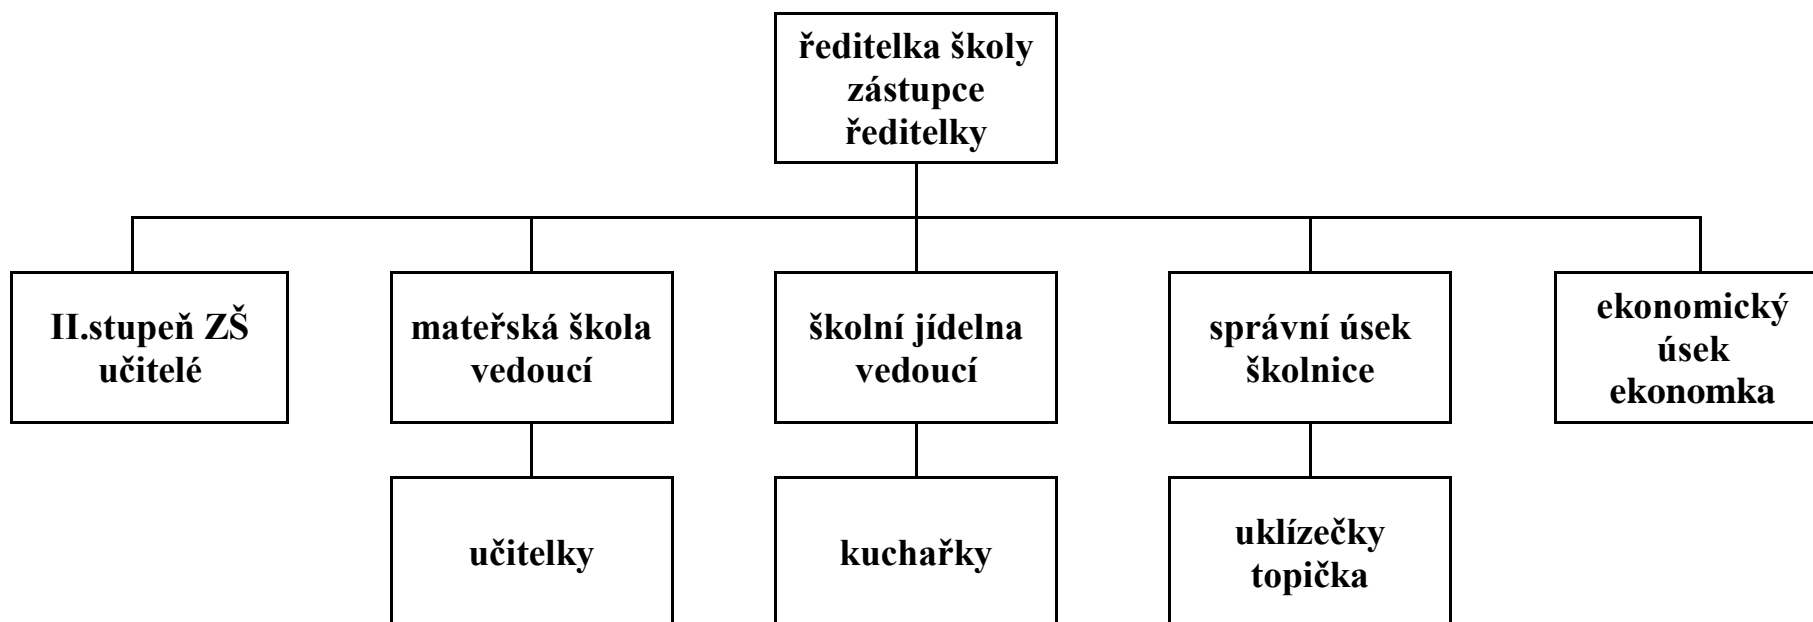 ředitelka školy
zástupce
ředitelky
II.stupeň ZŠ
učitelé
mateřská škola
vedoucí
školní jídelna
vedoucí
správní úsek
školnice
ekonomický
úsek
ekonomka
učitelky
kuchařky
uklízečky
topička